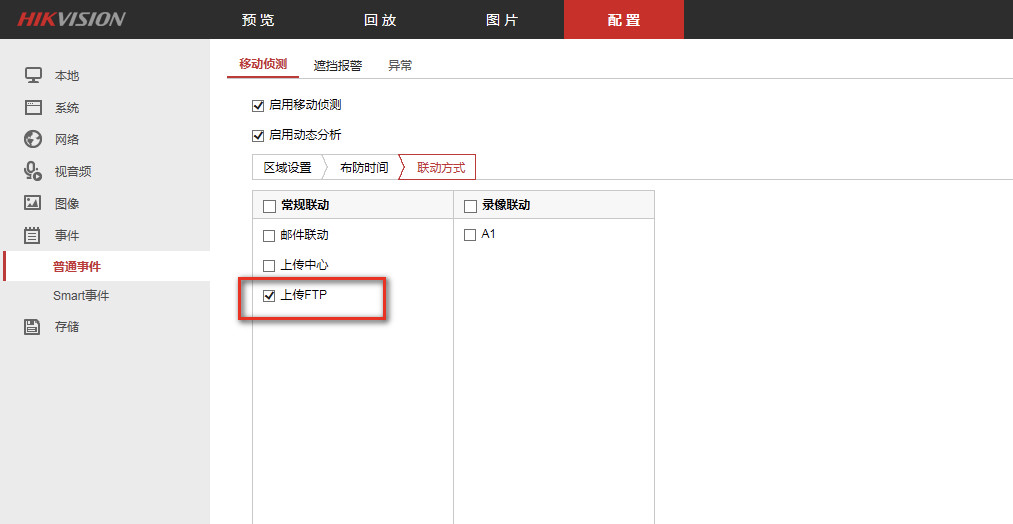 HIKVISION
预览 回放 图片 配置
本地
系统
网络
视音频
图像
事件
普通事件
Smart事件
存储
移动侦测 遮挡报警 异常
启用移动侦测
启用动态分析
区域设置 布防时间 联动方式
常规联动 录像联动
邮件联动 A1
上传中心
上传FTP